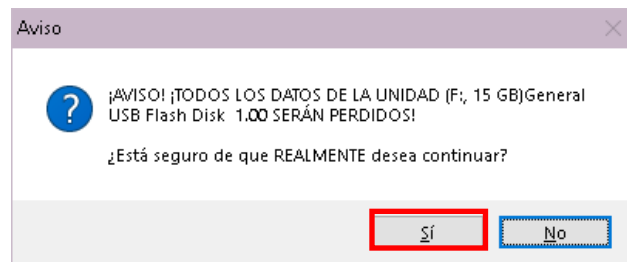 Aviso
¡AVISO! ¡TODOS LOS DATOS DE LA UNIDAD (F:, 15 GB)General
USB Flash Disk 1.00 SERÁN PERDIDOS!
¿Está seguro de que REALMENTE desea continuar?
Sí
No